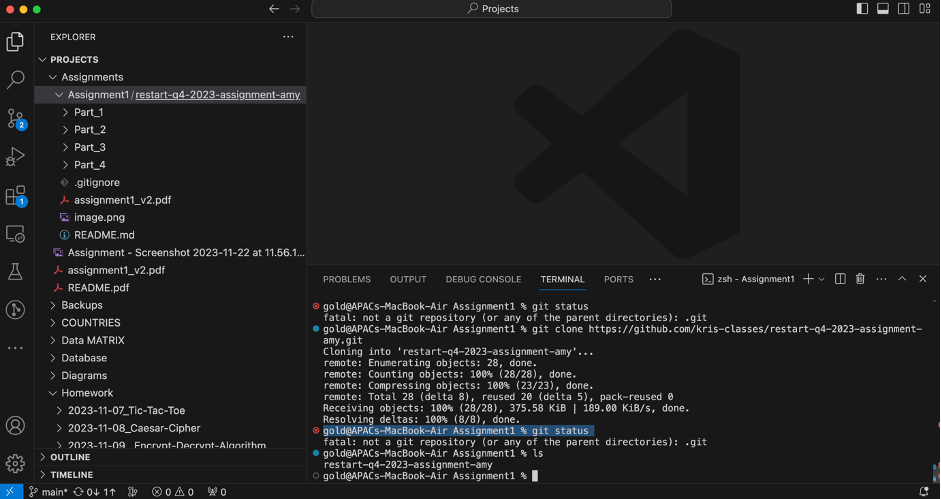 Projects
EXPLORER
PROJECTS
Assignments
Assignment1/restart-q4-2023-assignment-amy
Part_1
Part_2
Part_3
Part_4
.gitignore
assignment1_v2.pdf
image.png
README.md
Assignment - Screenshot 2023-11-22 at 11.56.1...
assignment1_v2.pdf
README.pdf
Backups
COUNTRIES
Data MATRIX
Database
Diagrams
Homework
2023-11-07_Tic-Tac-Toe
2023-11-08_Caesar-Cipher
2023-11-09_Encrypt-Decrypt-Algorithm
OUTLINE
TIMELINE
2
1
PROBLEMS OUTPUT DEBUG CONSOLE TERMINAL PORTS ... zsh - Assignment1
gold@APACs-MacBook-Air Assignment1 % git status
fatal: not a git repository (or any of the parent directories): .git
gold@APACs-MacBook-Air Assignment1 % git clone https://github.com/kris-classes/restart-q4-2023-assignment-
amy.git
Cloning into 'restart-q4-2023-assignment-amy'...
remote: Enumerating objects: 28, done.
remote: Counting objects: 100% (28/28), done.
remote: Compressing objects: 100% (23/23), done.
remote: Total 28 (delta 8), reused 20 (delta 5), pack-reused 0
Receiving objects: 100% (28/28), 375.58 KiB | 189.00 KiB/s, done.
Resolving deltas: 100% (8/8), done.
gold@APACs-MacBook-Air Assignment1 % git status
fatal: not a git repository (or any of the parent directories): .git
gold@APACs-MacBook-Air Assignment1 % ls
restart-q4-2023-assignment-amy
gold@APACs-MacBook-Air Assignment1 %
main* 0↓ 1↑ 0 0 0